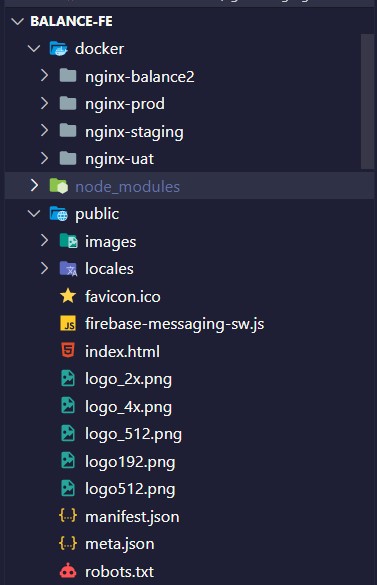 BALANCE-FE
docker
nginx-balance2
nginx-prod
nginx-staging
nginx-uat
node_modules
public
images
locales
favicon.ico
JS firebase-messaging-sw.js
index.html
logo_2x.png
logo_4x.png
logo_512.png
logo192.png
logo512.png
manifest.json
meta.json
robots.txt